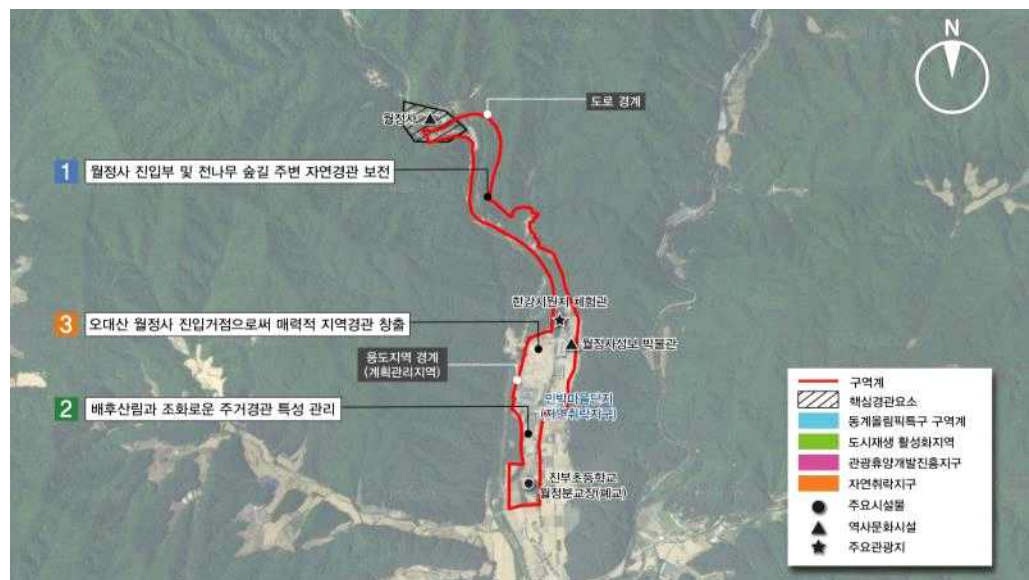 N
월정사
도로 경계
1 월정사 진입부 및 전나무 숲길 주변 자연경관 보전
한강시원지 체험관
3 오대산 월정사 진입거점으로써 매력적 지역경관 창출
월정사성보 박물관
용도지역 경계
(계획관리지역)
민박마을단지
(자연취락지구)
2 배후산림과 조화로운 주거경관 특성 관리
진부초등학교
월정분교장(폐교)
구역계
핵심경관요소
동계올림픽특구 구역계
도시재생 활성화지역
관광휴양개발진흥지구
자연취락지구
주요시설물
역사문화시설
주요관광지